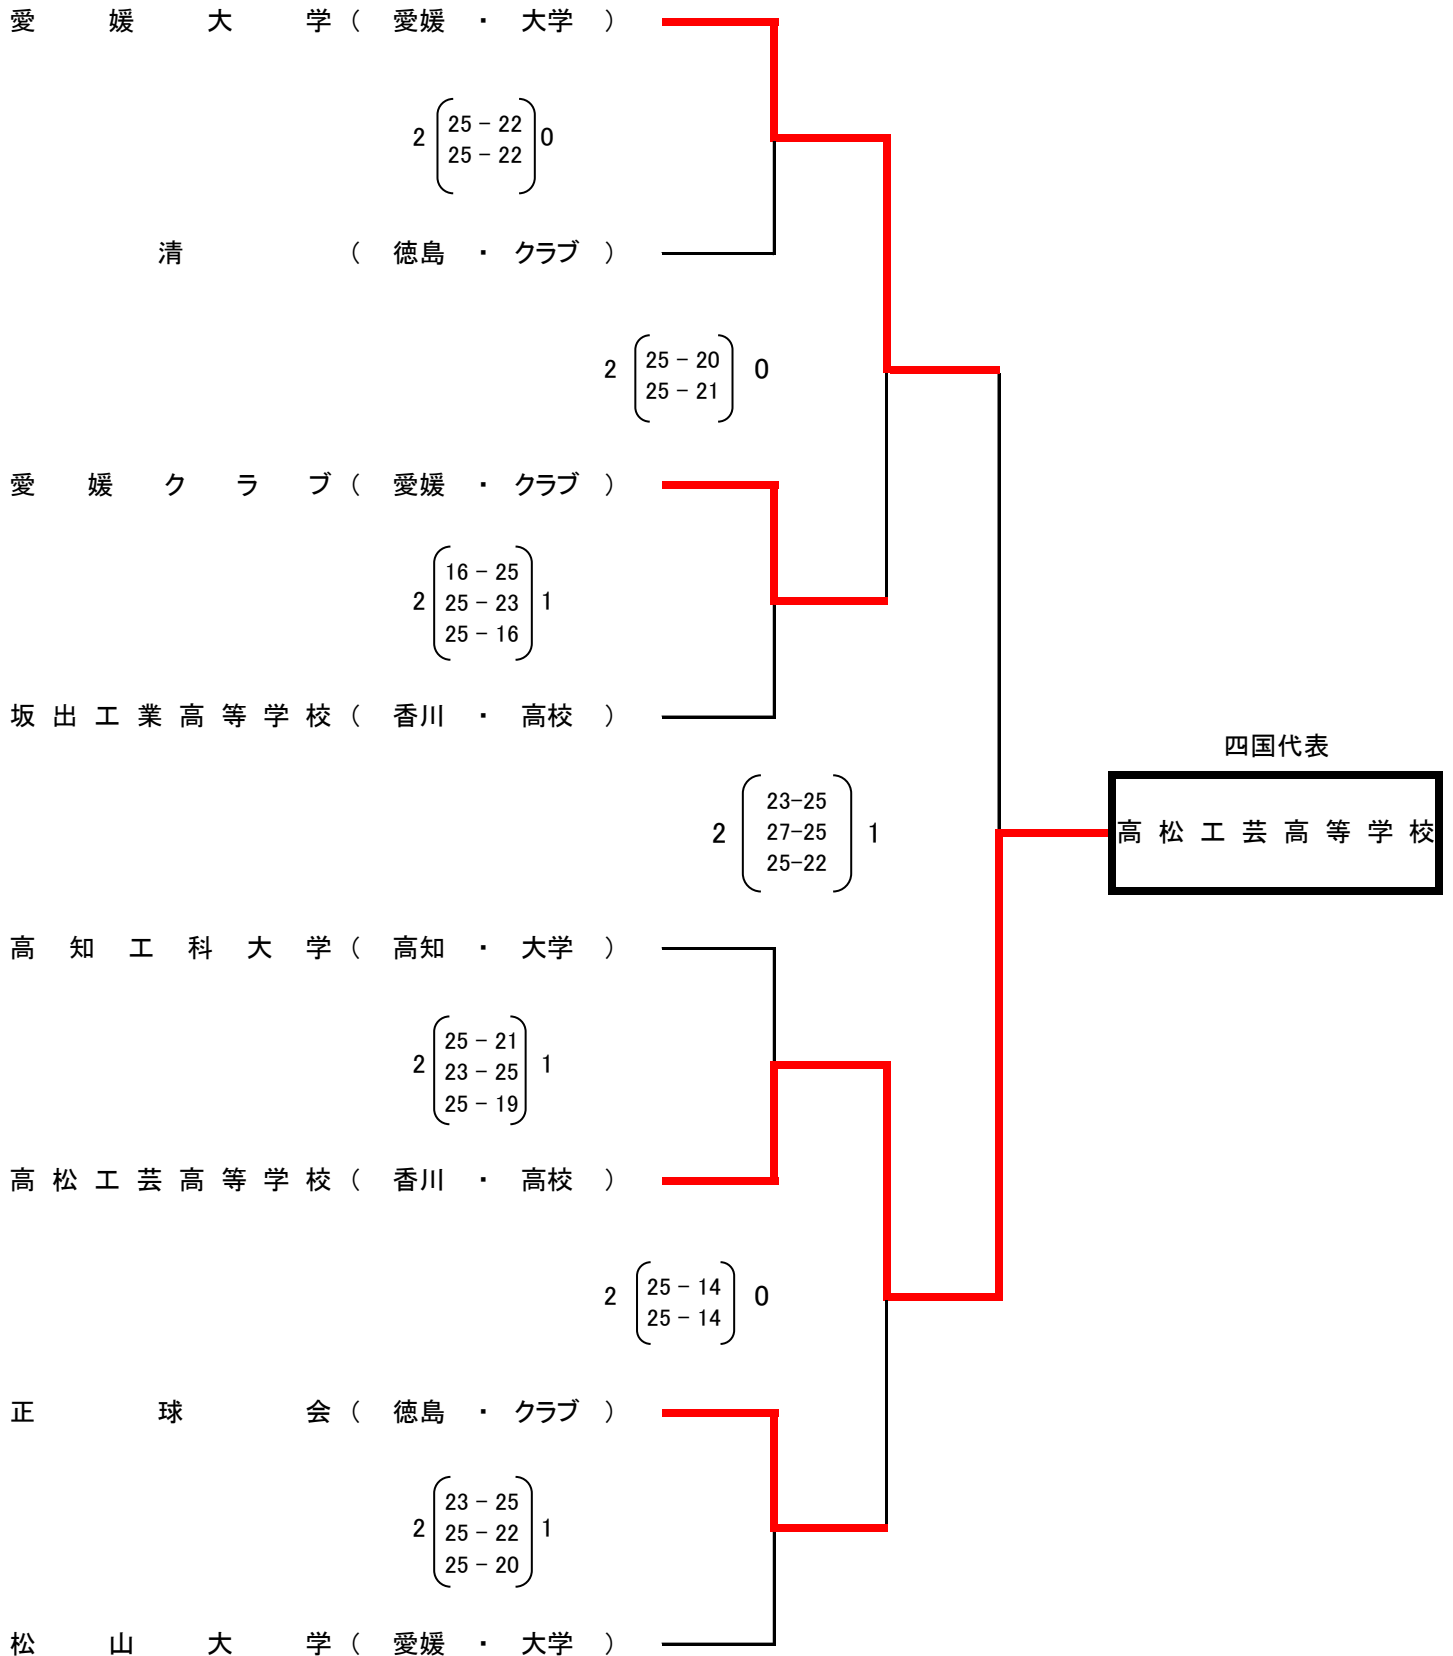 愛媛大学（ 愛媛 ・ 大学 ）
25 − 22
2 0
25 − 22
清 （ 徳島 ・ クラブ ）
25 − 20
2 0
25 − 21
愛媛クラブ（ 愛媛 ・ クラブ ）
16 − 25
2 25 − 23 1
25 − 16
坂出工業高等学校（ 香川 ・ 高校 ）
四国代表
23−25
2 27−25 1
25−22
高松工芸高等学校
高知工科大学（ 高知 ・ 大学 ）
25 − 21
2 23 − 25 1
25 − 19
高松工芸高等学校（ 香川 ・ 高校 ）
25 − 14
2 0
25 − 14
正球会（ 徳島 ・ クラブ ）
23 − 25
2 25 − 22 1
25 − 20
松山大学（ 愛媛 ・ 大学 ）